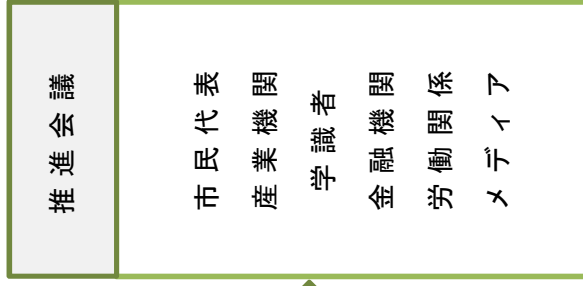 推進会議
市民代表
産業機関
学識者
金融機関
労働関係
メディア